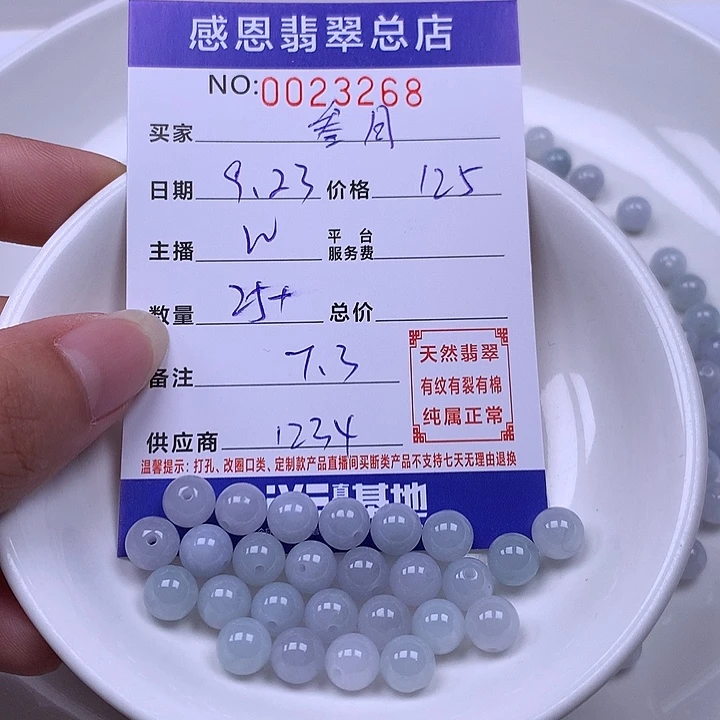 感恩翡翠总店
NO:0023268
买家
日期 9.23 价格 125
主播 W 平台服务费
数量 25+ 总价
备注 7.3
供应商 1234
天然翡翠
有纹有裂有棉
纯属正常
温馨提示：打孔、改圈口类、定制款产品直播间买断类产品不支持七天无理由退换
基地